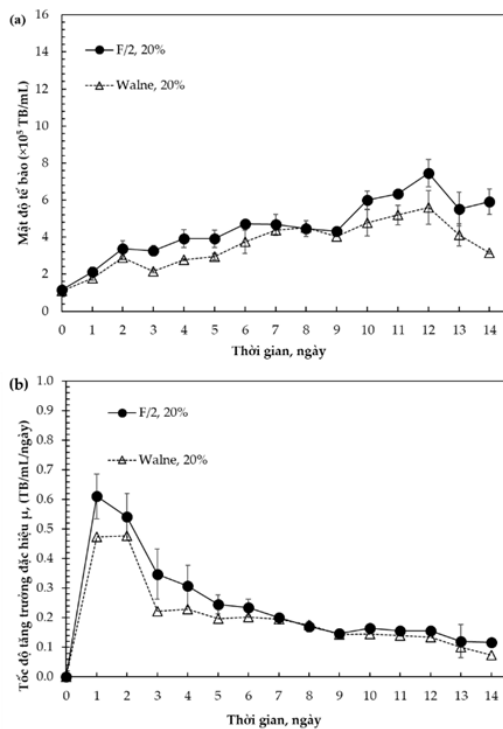 (a)
16
14
12
10
8
6
4
2
0
Mật độ tế bào (×10⁵ TB/mL)
F/2, 20%
Walne, 20%
0 1 2 3 4 5 6 7 8 9 10 11 12 13 14
Thời gian, ngày
(b)
1.0
0.9
0.8
0.7
0.6
0.5
0.4
0.3
0.2
0.1
0.0
Tốc độ tăng trưởng đặc hiệu µ, (TB/mL/ngày)
F/2, 20%
Walne, 20%
0 1 2 3 4 5 6 7 8 9 10 11 12 13 14
Thời gian, ngày